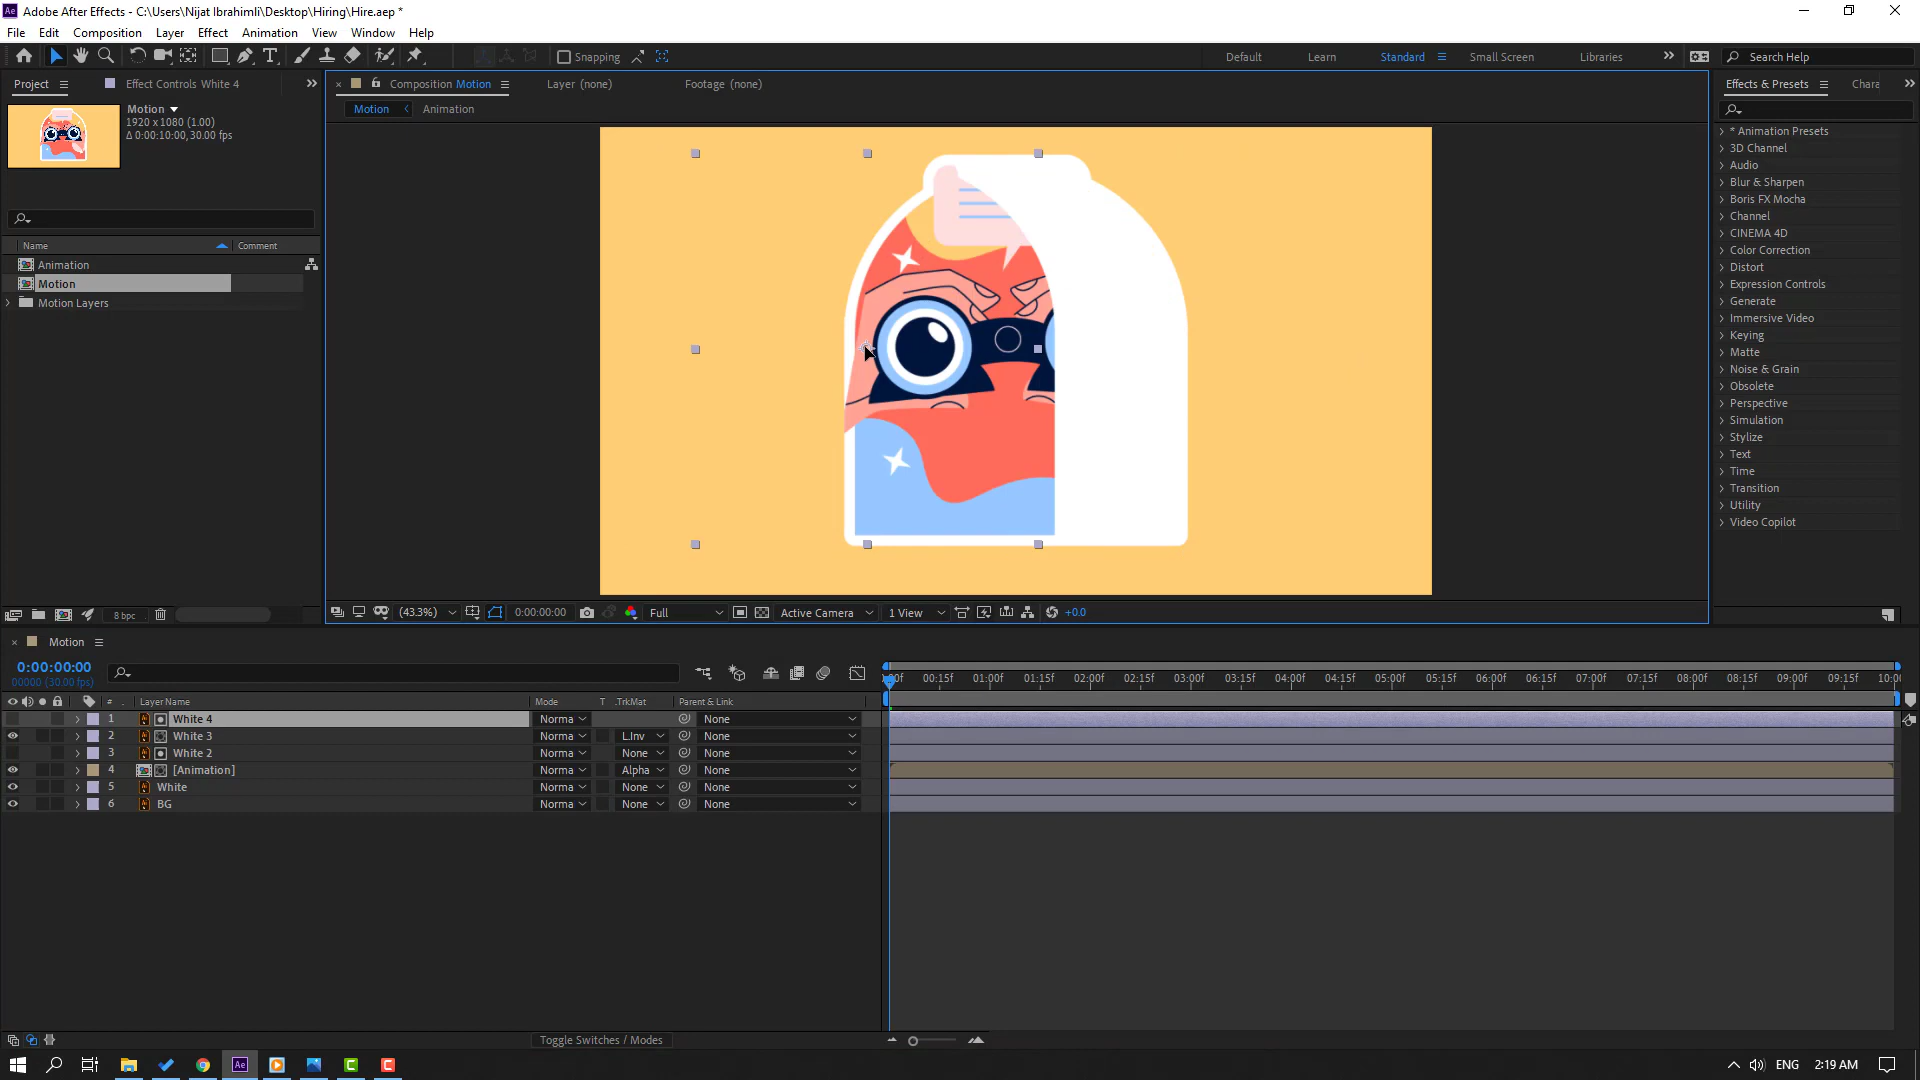 Adobe After Effects - C:\Users\Nijat Ibrahimli\Desktop\Hiring\Hire.aep *
File Edit Composition Layer Effect Animation View Window Help
Snapping
Default Learn Standard Small Screen Libraries Search Help
Project Effect Controls White 4
Composition Motion Layer (none) Footage (none)
Effects & Presets Chara
Motion Animation
Motion
1920 x 1080 (1.00)
Δ 0:00:10:00, 30.00 fps
Name Comment
Animation
Motion
Motion Layers
* Animation Presets
3D Channel
Audio
Blur & Sharpen
Boris FX Mocha
Channel
CINEMA 4D
Color Correction
Distort
Expression Controls
Generate
Immersive Video
Keying
Matte
Noise & Grain
Obsolete
Perspective
Simulation
Stylize
Text
Time
Transition
Utility
Video Copilot
8 bpc
(43.3%) 0:00:00:00 Full Active Camera 1 View +0.0
Motion
0:00:00:00
00000 (30.00 fps)
:00f 00:15f 01:00f 01:15f 02:00f 02:15f 03:00f 03:15f 04:00f 04:15f 05:00f 05:15f 06:00f 06:15f 07:00f 07:15f 08:00f 08:15f 09:00f 09:15f 10:00
# . Layer Name Mode T .TrkMat Parent & Link
1 White 4 Norma None
2 White 3 Norma L.Inv None
3 White 2 Norma None None
4 [Animation] Norma Alpha None
5 White Norma None None
6 BG Norma None None
Toggle Switches / Modes
ENG 2:19 AM